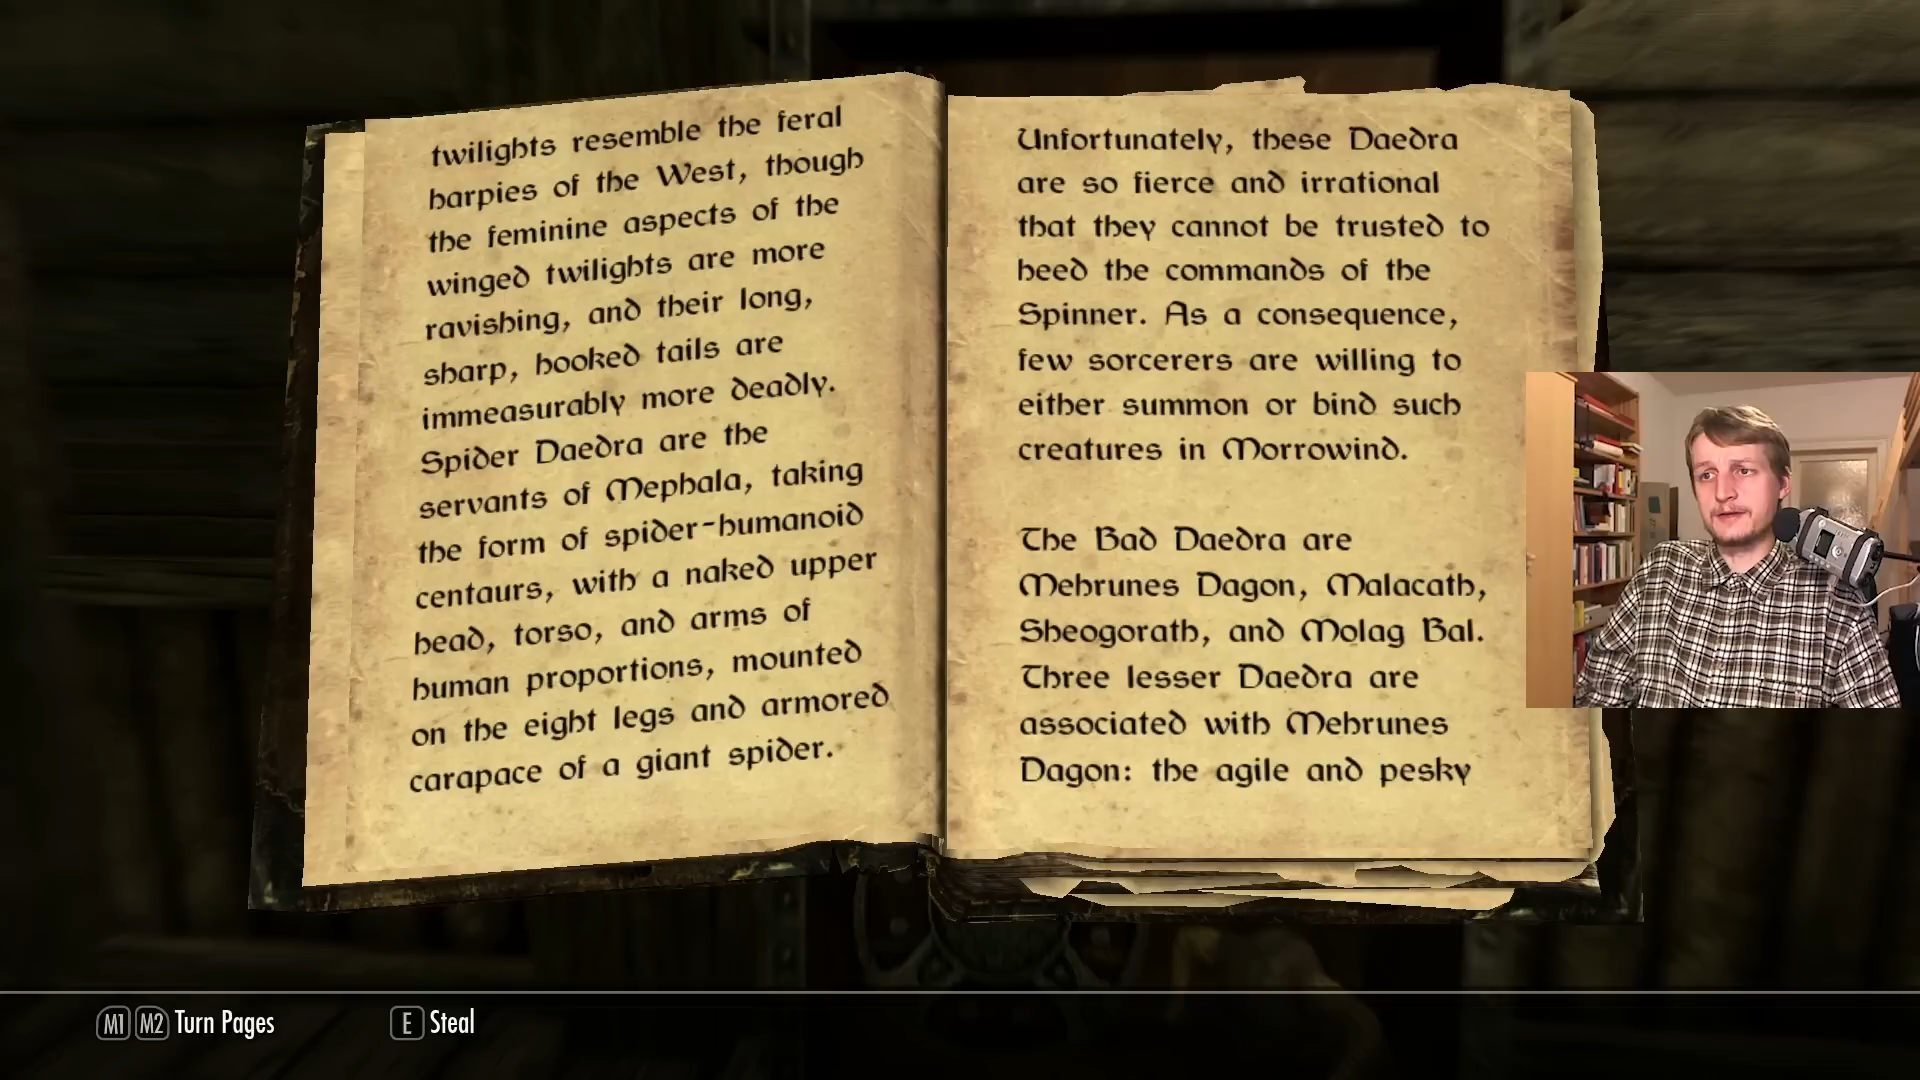 twilights resemble the feral
harpies of the West, though
the feminine aspects of the
winged twilights are more
ravishing, and their long,
sharp, hooked tails are
immeasurably more deadly.
Spider Daedra are the
servants of Mephala, taking
the form of spider-humanoid
centaurs, with a naked upper
head, torso, and arms of
human proportions, mounted
on the eight legs and armored
carapace of a giant spider.
Unfortunately, these Daedra
are so fierce and irrational
that they cannot be trusted to
heed the commands of the
Spinner. As a consequence,
few sorcerers are willing to
either summon or bind such
creatures in Morrowind.
The Bad Daedra are
Mehrunes Dagon, Malacath,
Sheogorath, and Molag Bal.
Three lesser Daedra are
associated with Mehrunes
Dagon: the agile and pesky
M1 M2 Turn Pages
E Steal